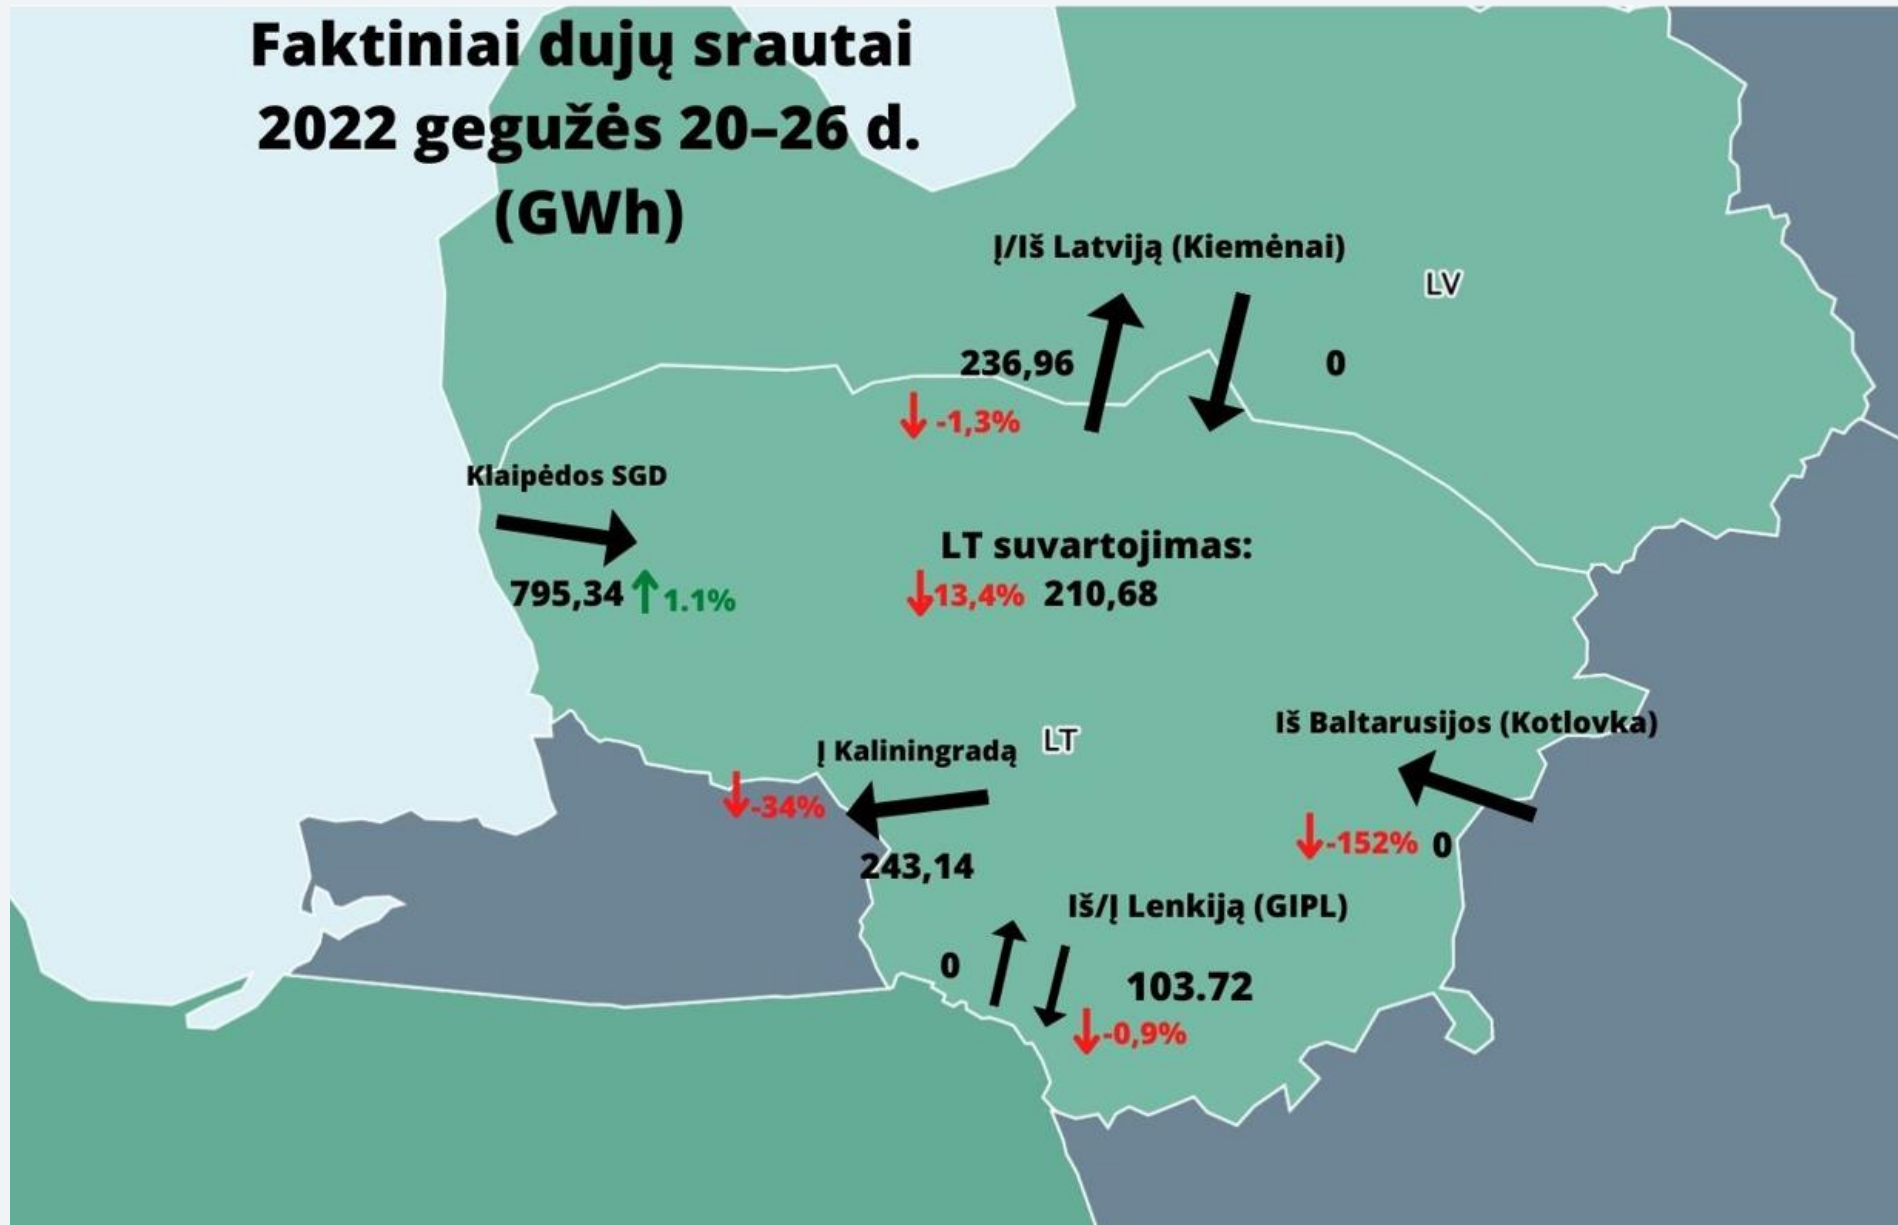 Faktiniai dujų srautai
2022 gegužės 20–26 d.
(GWh)
Į/Iš Latviją (Kiemėnai)
LV
236,96
0
-1,3%
Klaipėdos SGD
795,34 1.1%
LT suvartojimas:
13,4% 210,68
Į Kaliningradą
LT
-34%
243,14
Iš Baltarusijos (Kotlovka)
-152% 0
Iš/Į Lenkiją (GIPL)
0
103.72
-0,9%